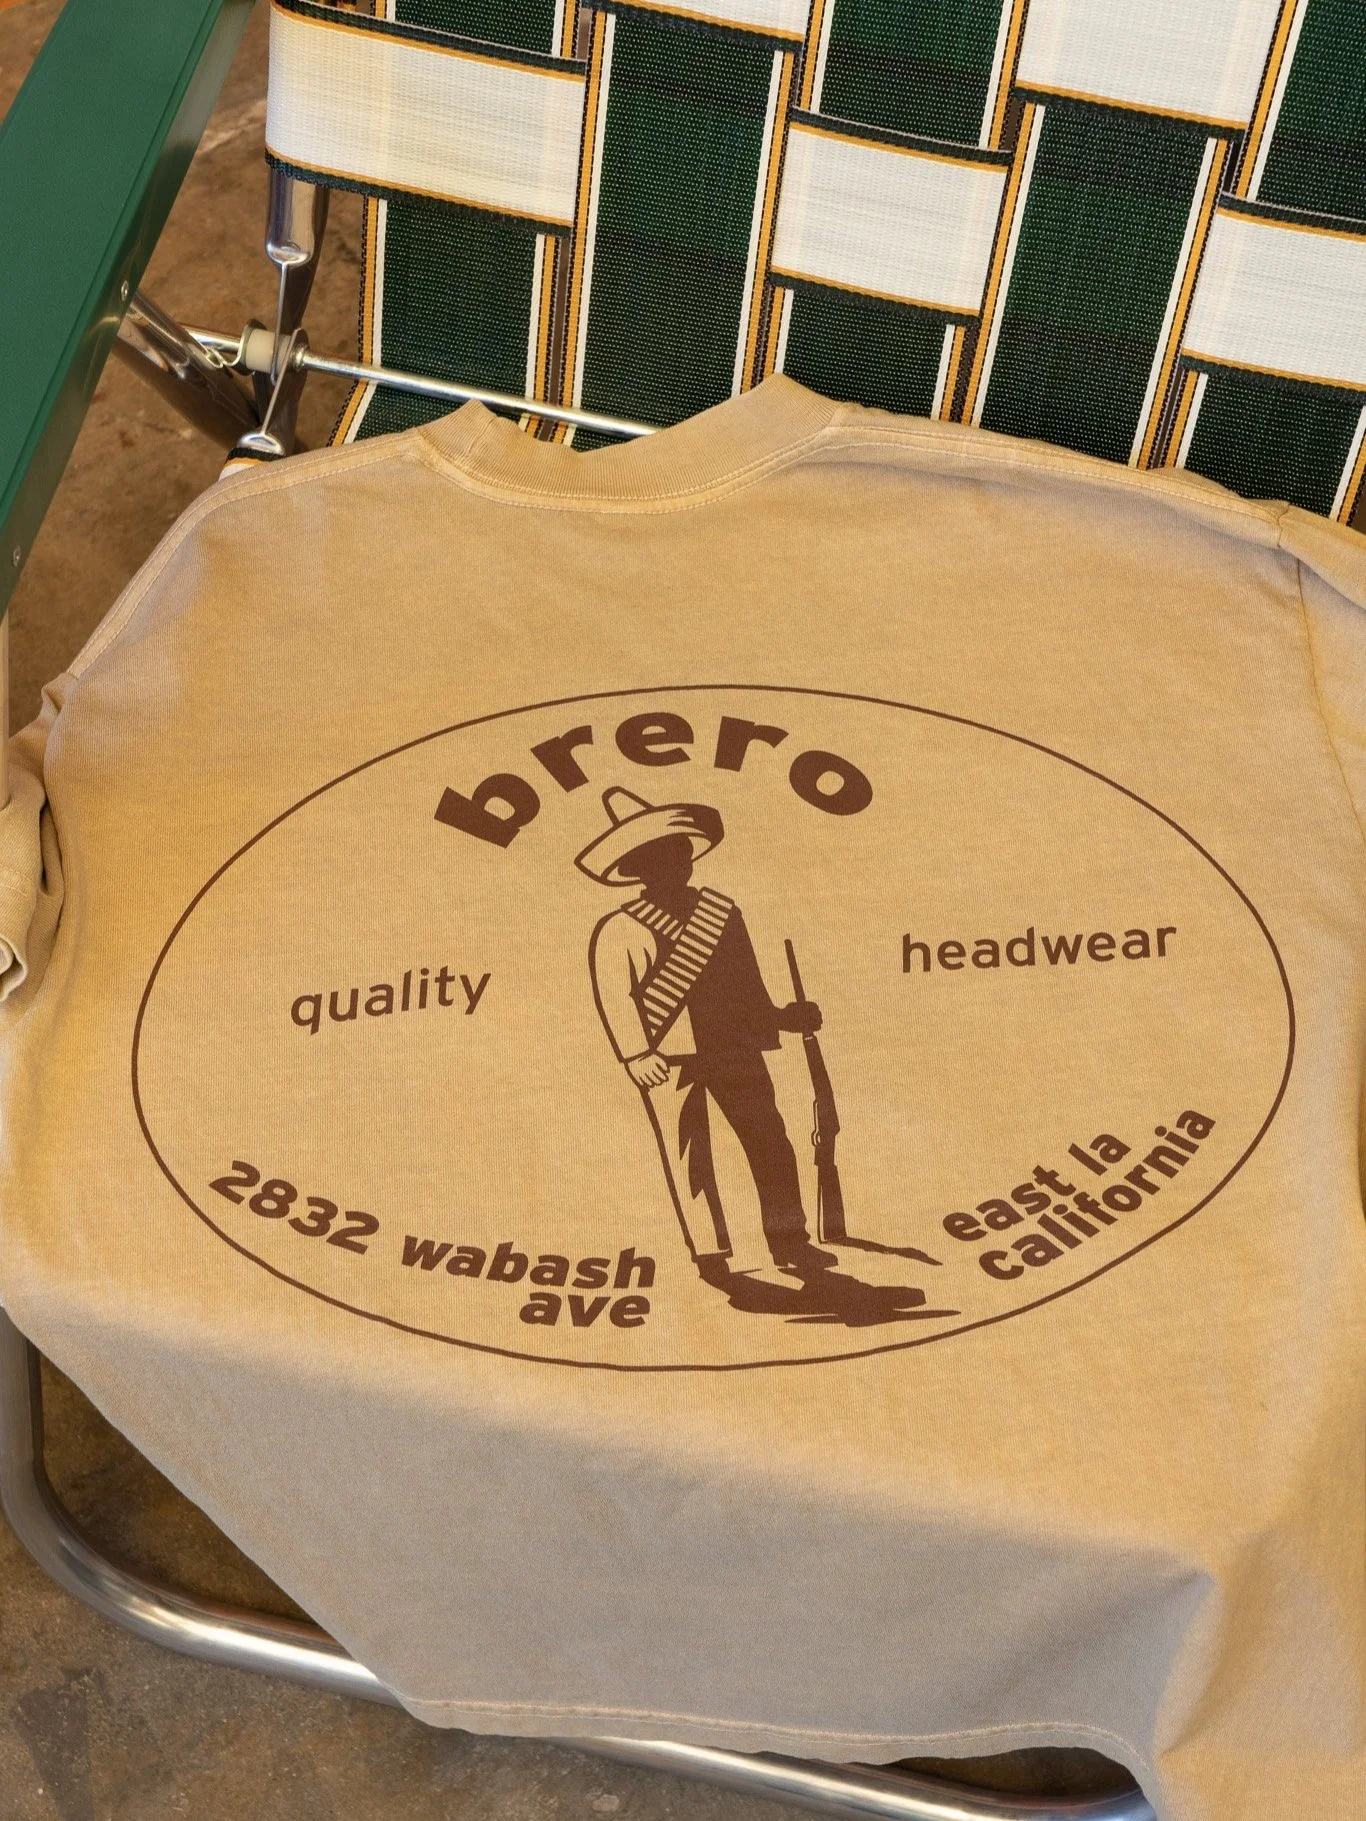 brero
quality
headwear
2832 wabash
ave
east la
california